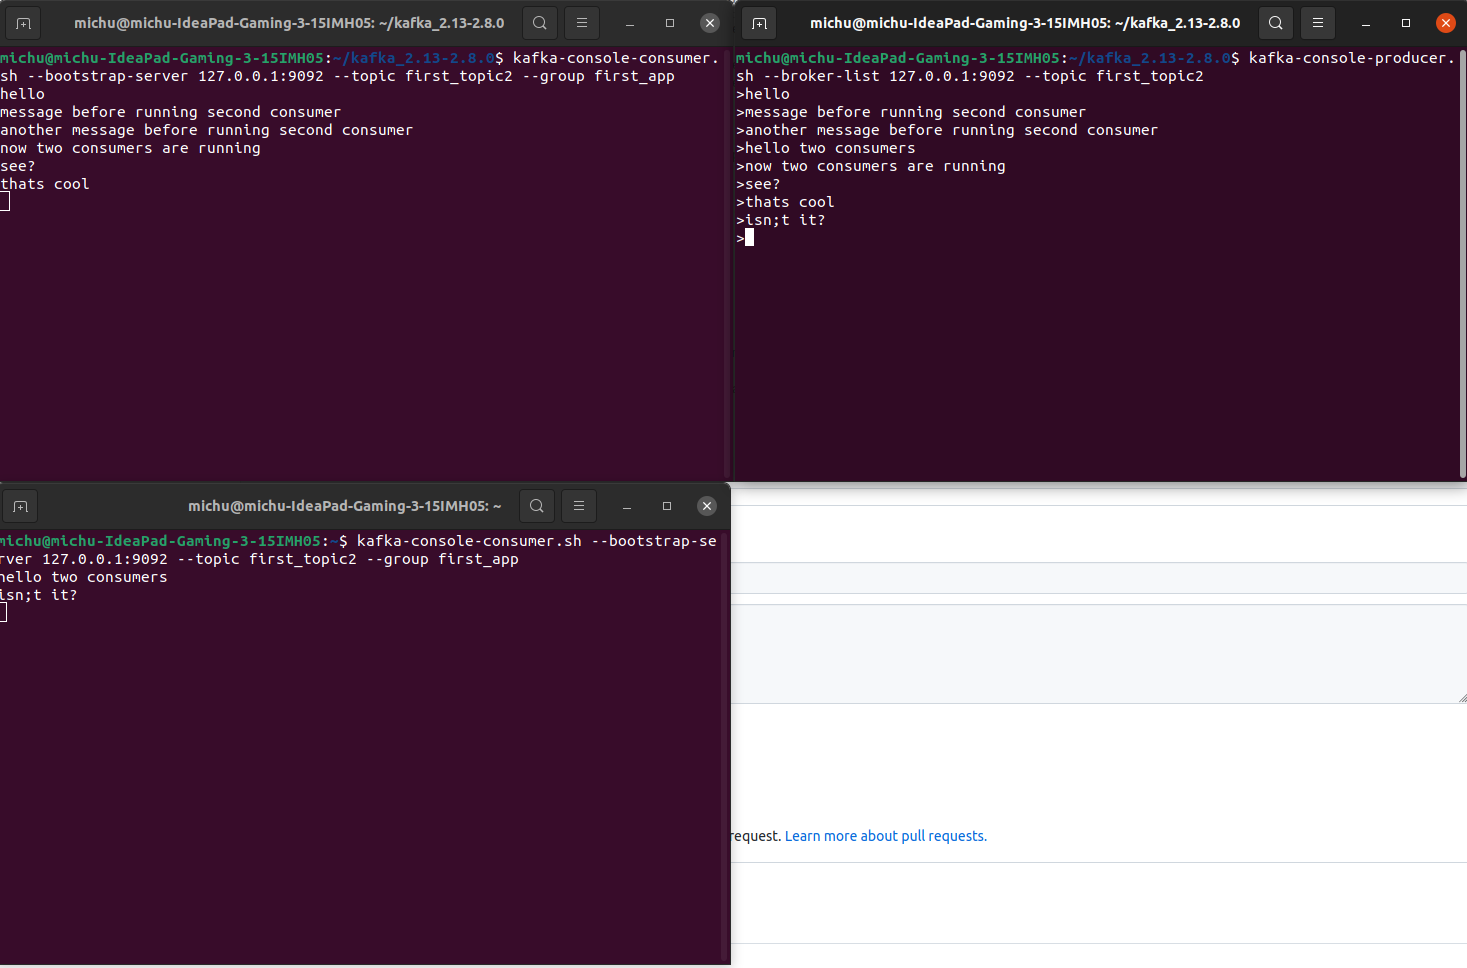 michu@michu-IdeaPad-Gaming-3-15IMH05: ~/kafka_2.13-2.8.0
michu@michu-IdeaPad-Gaming-3-15IMH05:~/kafka_2.13-2.8.0$ kafka-console-consumer.
sh --bootstrap-server 127.0.0.1:9092 --topic first_topic2 --group first_app
hello
message before running second consumer
another message before running second consumer
now two consumers are running
see?
thats cool
michu@michu-IdeaPad-Gaming-3-15IMH05: ~/kafka_2.13-2.8.0
michu@michu-IdeaPad-Gaming-3-15IMH05:~/kafka_2.13-2.8.0$ kafka-console-producer.
sh --broker-list 127.0.0.1:9092 --topic first_topic2
>hello
>message before running second consumer
>another message before running second consumer
>hello two consumers
>now two consumers are running
>see?
>thats cool
>isn;t it?
>
michu@michu-IdeaPad-Gaming-3-15IMH05: ~
michu@michu-IdeaPad-Gaming-3-15IMH05:~$ kafka-console-consumer.sh --bootstrap-se
rver 127.0.0.1:9092 --topic first_topic2 --group first_app
hello two consumers
isn;t it?
request. Learn more about pull requests.